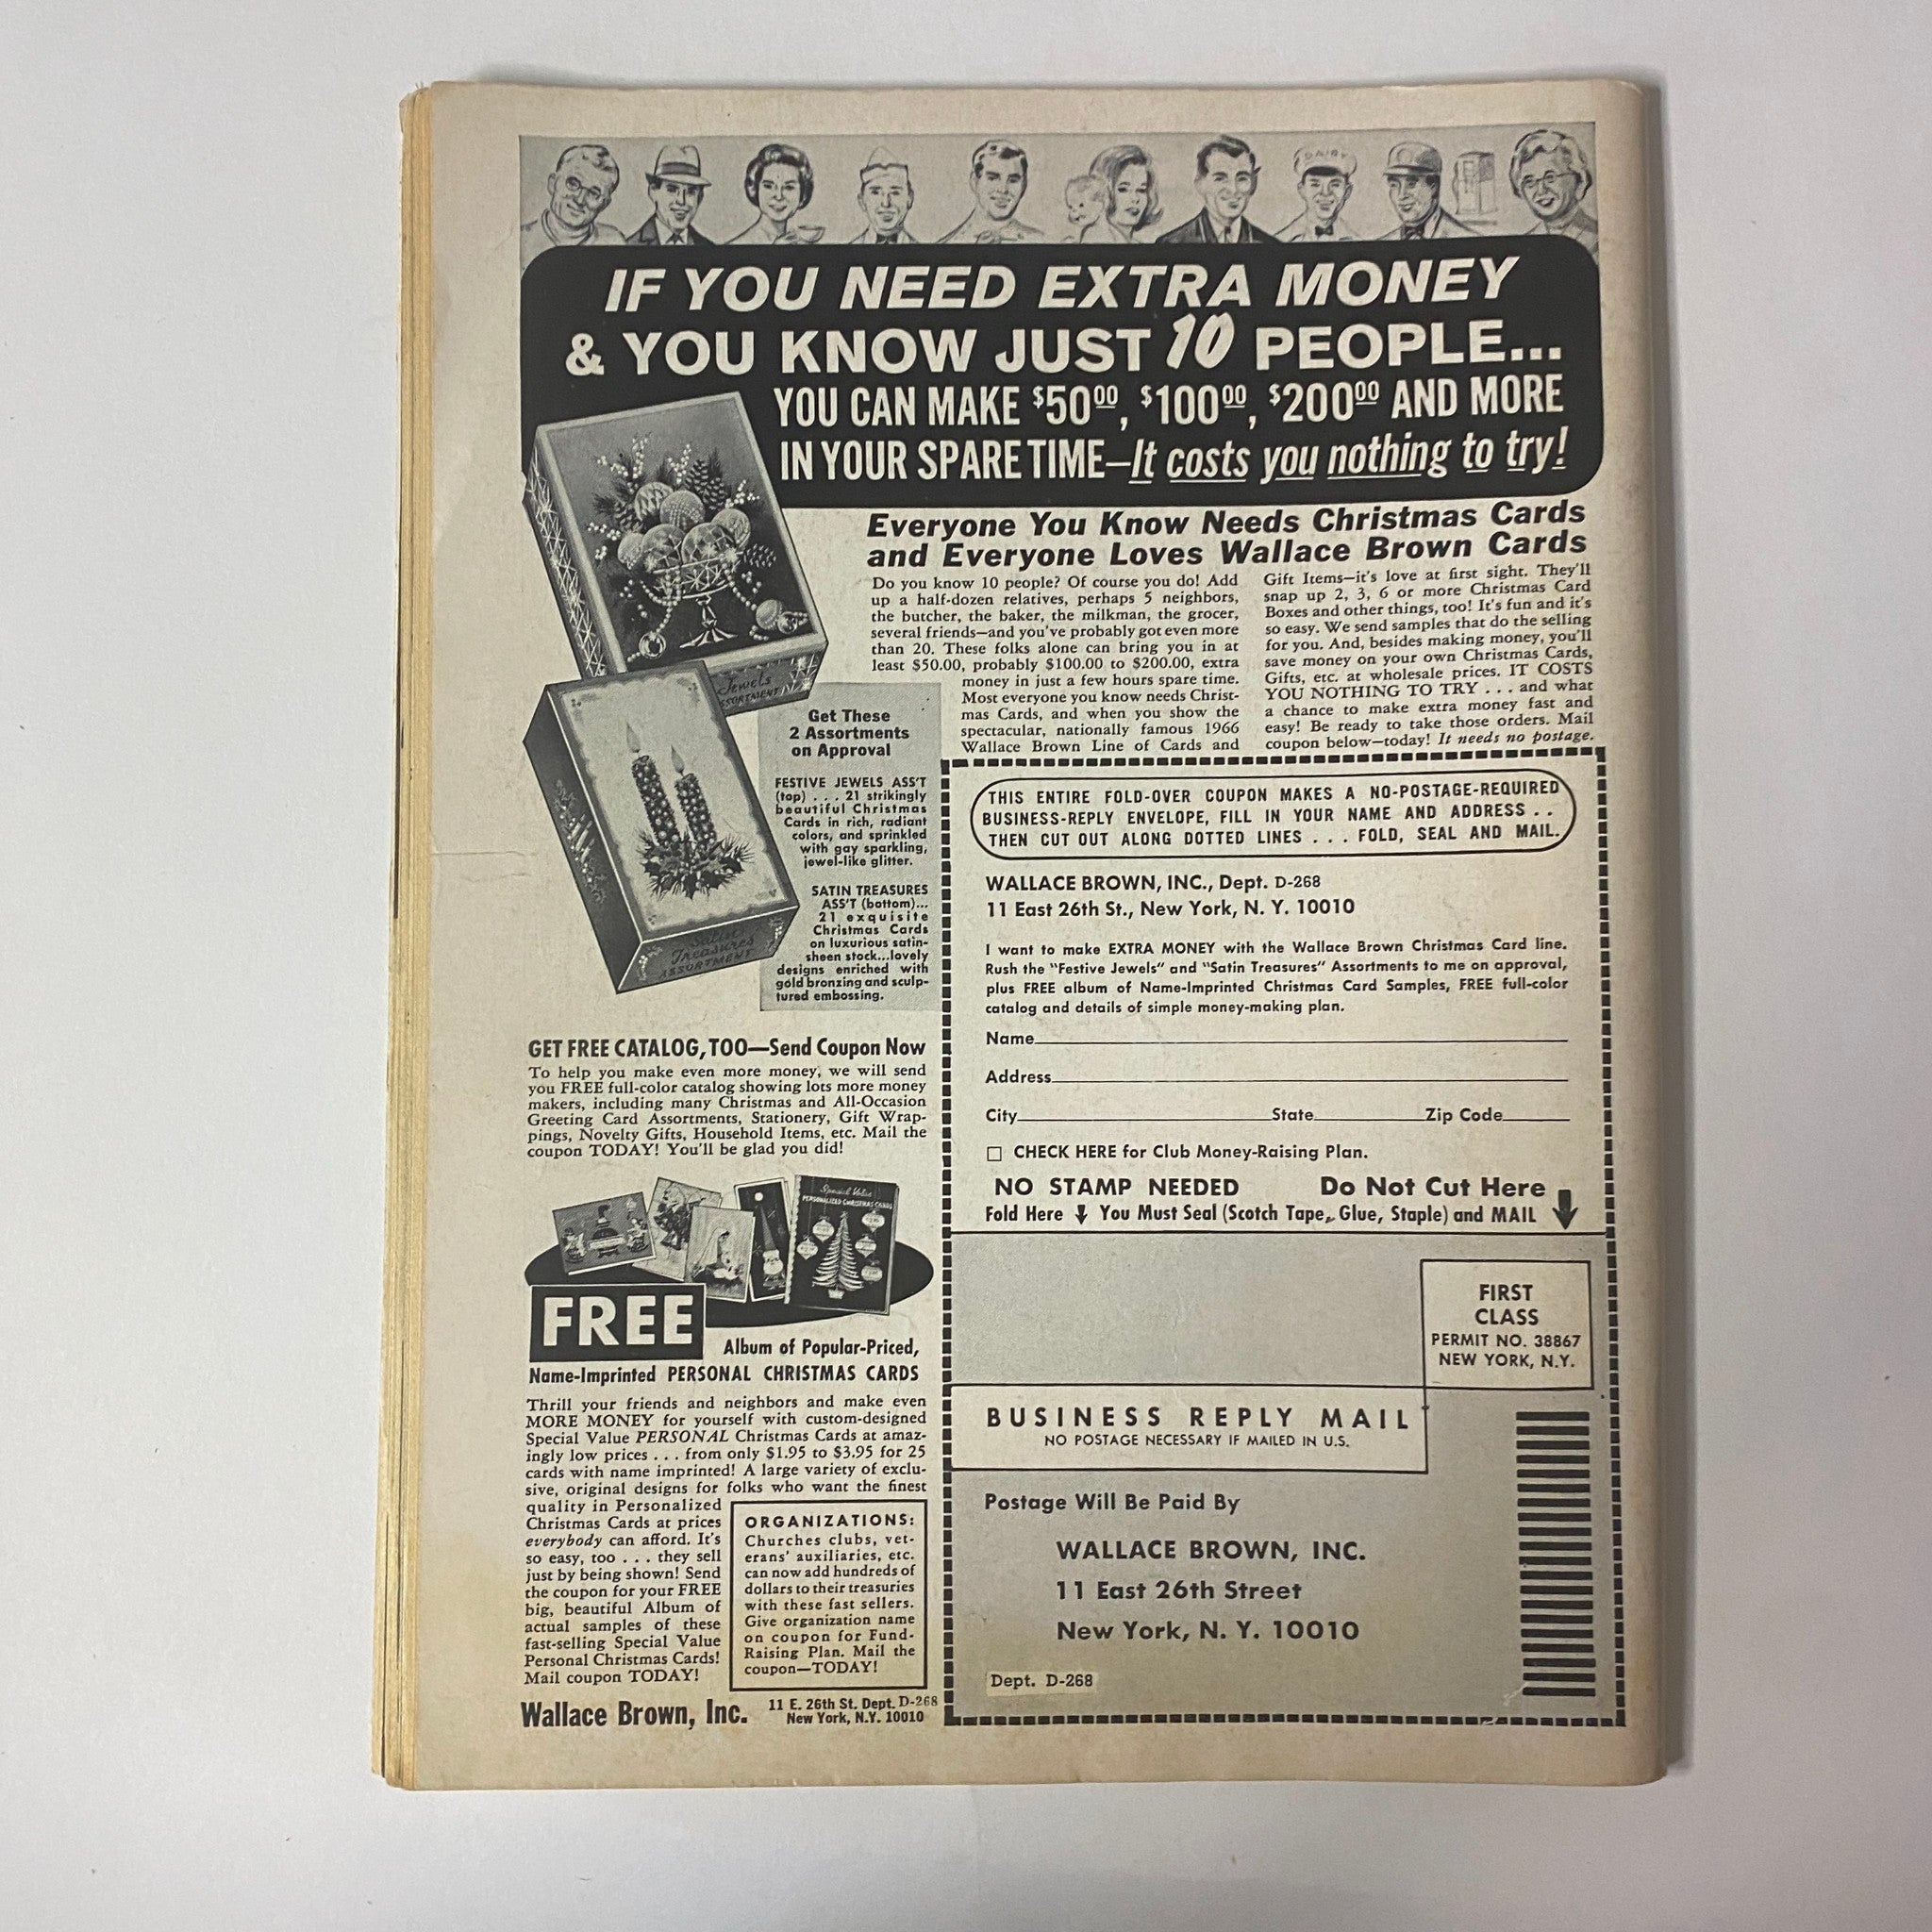 DAIRY
IF YOU NEED EXTRA MONEY
& YOU KNOW JUST 10 PEOPLE...
YOU CAN MAKE $50.00, $100.00, $200.00 AND MORE
IN YOUR SPARE TIME—It costs you nothing to try!
Everyone You Know Needs Christmas Cards
and Everyone Loves Wallace Brown Cards
Do you know 10 people? Of course you do! Add
up a half-dozen relatives, perhaps 5 neighbors,
the butcher, the baker, the milkman, the grocer,
several friends—and you've probably got even more
than 20. These folks alone can bring you in at
least $50.00, probably $100.00 to $200.00, extra
money in just a few hours spare time.
Most everyone you know needs Christ-
mas Cards, and when you show the
spectacular, nationally famous 1966
Wallace Brown Line of Cards and
Gift Items—it's love at first sight. They'll
snap up 2, 3, 6 or more Christmas Card
Boxes and other things, too! It's fun and it's
so easy. We send samples that do the selling
for you. And, besides making money, you'll
save money on your own Christmas Cards,
Gifts, etc. at wholesale prices. IT COSTS
YOU NOTHING TO TRY . . . and what
a chance to make extra money fast and
easy! Be ready to take those orders. Mail
coupon below—today! It needs no postage.
Jewels
ASSORTMENT
Satin
Treasures
ASSORTMENT
Get These
2 Assortments
on Approval
FESTIVE JEWELS ASS'T
(top) . . . 21 strikingly
beautiful Christmas
Cards in rich, radiant
colors, and sprinkled
with gay sparkling,
jewel-like glitter.
SATIN TREASURES
ASS'T (bottom)...
21 exquisite
Christmas Cards
on luxurious satin-
sheen stock...lovely
designs enriched with
gold bronzing and sculp-
tured embossing.
GET FREE CATALOG, TOO—Send Coupon Now
To help you make even more money, we will send
you FREE full-color catalog showing lots more money
makers, including many Christmas and All-Occasion
Greeting Card Assortments, Stationery, Gift Wrap-
pings, Novelty Gifts, Household Items, etc. Mail the
coupon TODAY! You'll be glad you did!
Special Value
PERSONALIZED CHRISTMAS CARDS
FREE
Album of Popular-Priced,
Name-Imprinted PERSONAL CHRISTMAS CARDS
Thrill your friends and neighbors and make even
MORE MONEY for yourself with custom-designed
Special Value PERSONAL Christmas Cards at amaz-
ingly low prices . . . from only $1.95 to $3.95 for 25
cards with name imprinted! A large variety of exclu-
sive, original designs for folks who want the finest
quality in Personalized
Christmas Cards at prices
everybody can afford. It's
so easy, too . . . they sell
just by being shown! Send
the coupon for your FREE
big, beautiful Album of
actual samples of these
fast-selling Special Value
Personal Christmas Cards!
Mail coupon TODAY!
ORGANIZATIONS:
Churches clubs, vet-
erans' auxiliaries, etc.
can now add hundreds of
dollars to their treasuries
with these fast sellers.
Give organization name
on coupon for Fund-
Raising Plan. Mail the
coupon—TODAY!
Wallace Brown, Inc.
11 E. 26th St. Dept. D-268
New York, N.Y. 10010
THIS ENTIRE FOLD-OVER COUPON MAKES A NO-POSTAGE-REQUIRED
BUSINESS-REPLY ENVELOPE, FILL IN YOUR NAME AND ADDRESS . .
THEN CUT OUT ALONG DOTTED LINES . . . FOLD, SEAL AND MAIL.
WALLACE BROWN, INC., Dept. D-268
11 East 26th St., New York, N. Y. 10010
I want to make EXTRA MONEY with the Wallace Brown Christmas Card line.
Rush the "Festive Jewels" and "Satin Treasures" Assortments to me on approval,
plus FREE album of Name-Imprinted Christmas Card Samples, FREE full-color
catalog and details of simple money-making plan.
Name
Address
City State Zip Code
CHECK HERE for Club Money-Raising Plan.
NO STAMP NEEDED Do Not Cut Here
Fold Here You Must Seal (Scotch Tape, Glue, Staple) and MAIL
FIRST
CLASS
PERMIT NO. 38867
NEW YORK, N.Y.
BUSINESS REPLY MAIL
NO POSTAGE NECESSARY IF MAILED IN U.S.
Postage Will Be Paid By
WALLACE BROWN, INC.
11 East 26th Street
New York, N. Y. 10010
Dept. D-268